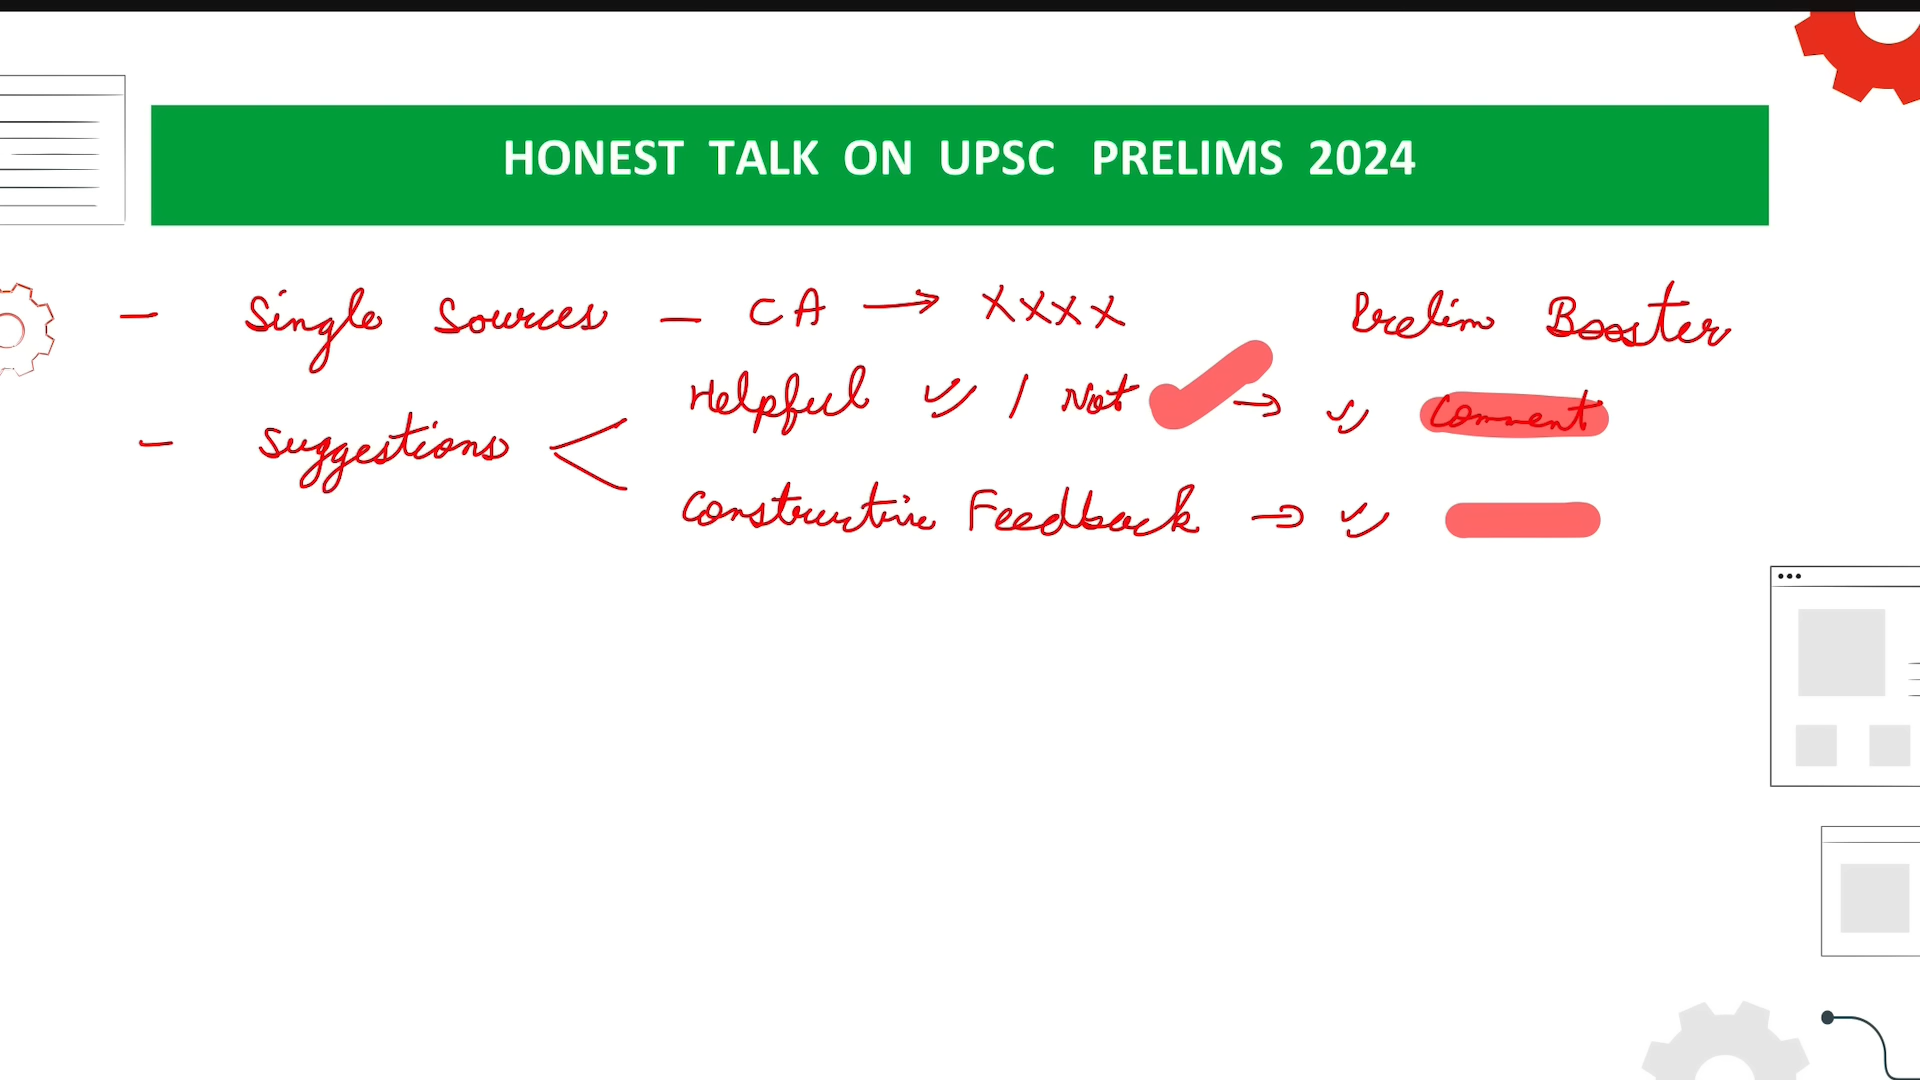 HONEST TALK ON UPSC PRELIMS 2024
- Single Sources - CA → XXXX Prelim Booster
Helpful ✓✓ / Not → ✓✓ Comment
- Suggestions
Constructive Feedback → ✓✓